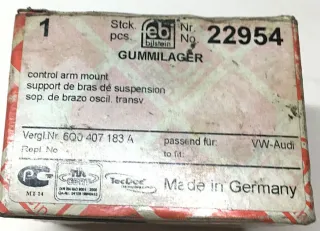 1 Stck. febi Nr. 22954
pcs. bilstein No.
GUMMILAGER
control arm mount
support de bras dé suspension
sop. de brazo oscil. transv
Vergl.Nr. 6Q0 407 183 A passend für: VW-Audi
Repl. No to fit:
TecDoc Made in Germany